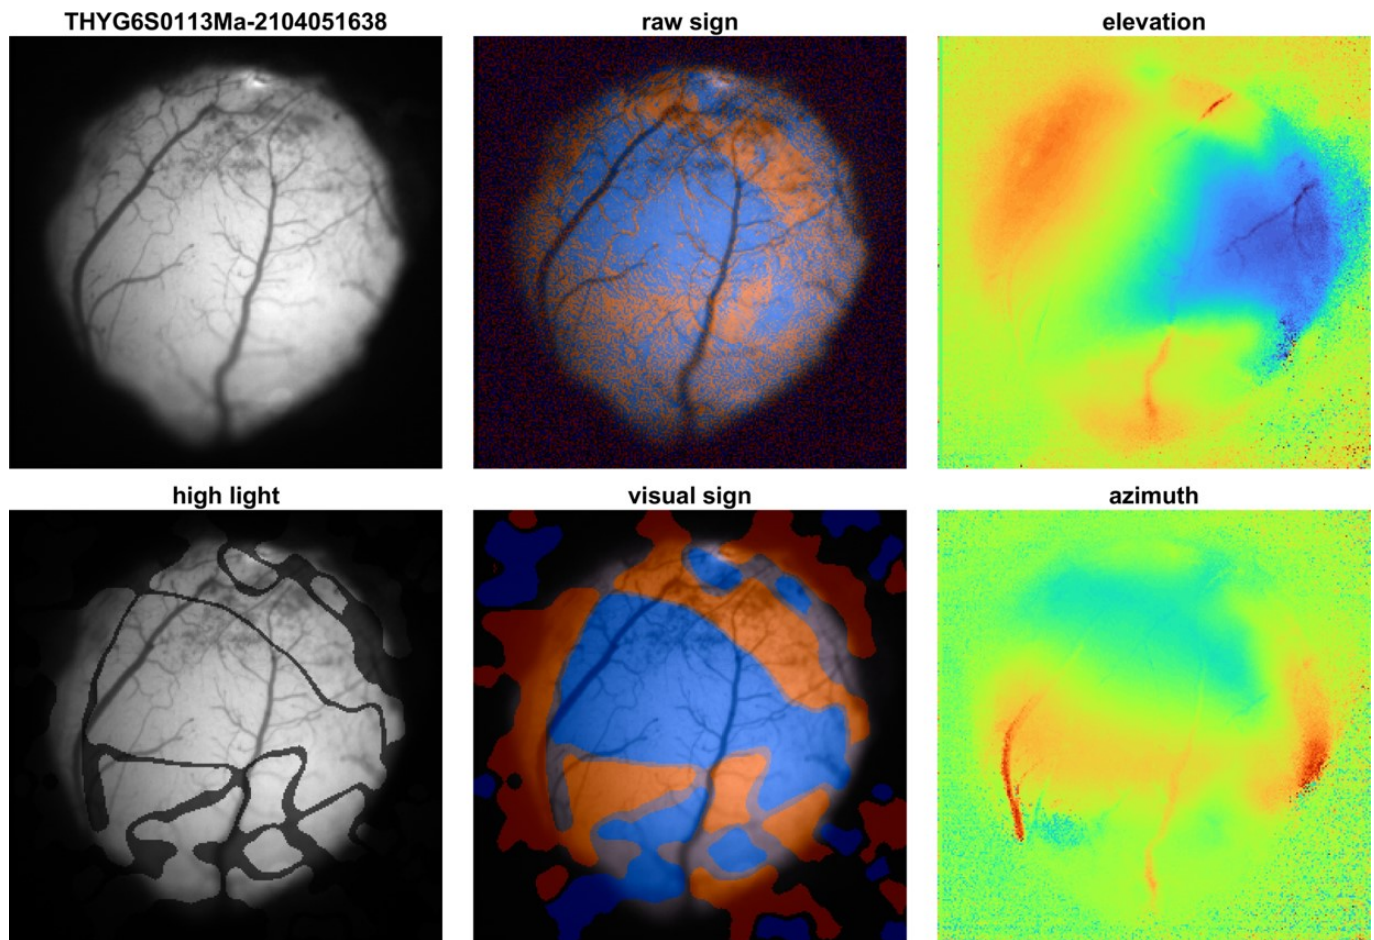 THYG6S0113Ma-2104051638
raw sign
elevation
high light
visual sign
azimuth